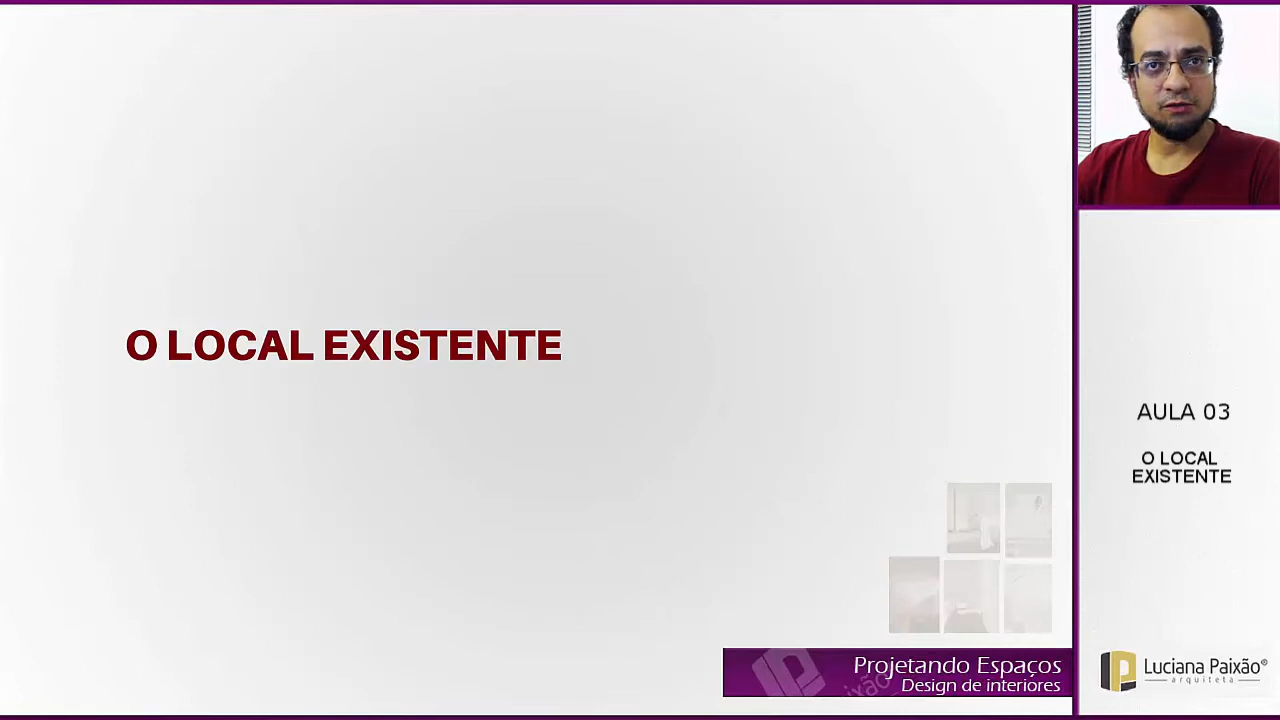 O LOCAL EXISTENTE
AULA 03
O LOCAL
EXISTENTE
Projetando Espaços
Design de interiores
Luciana Paixão®
arquiteta